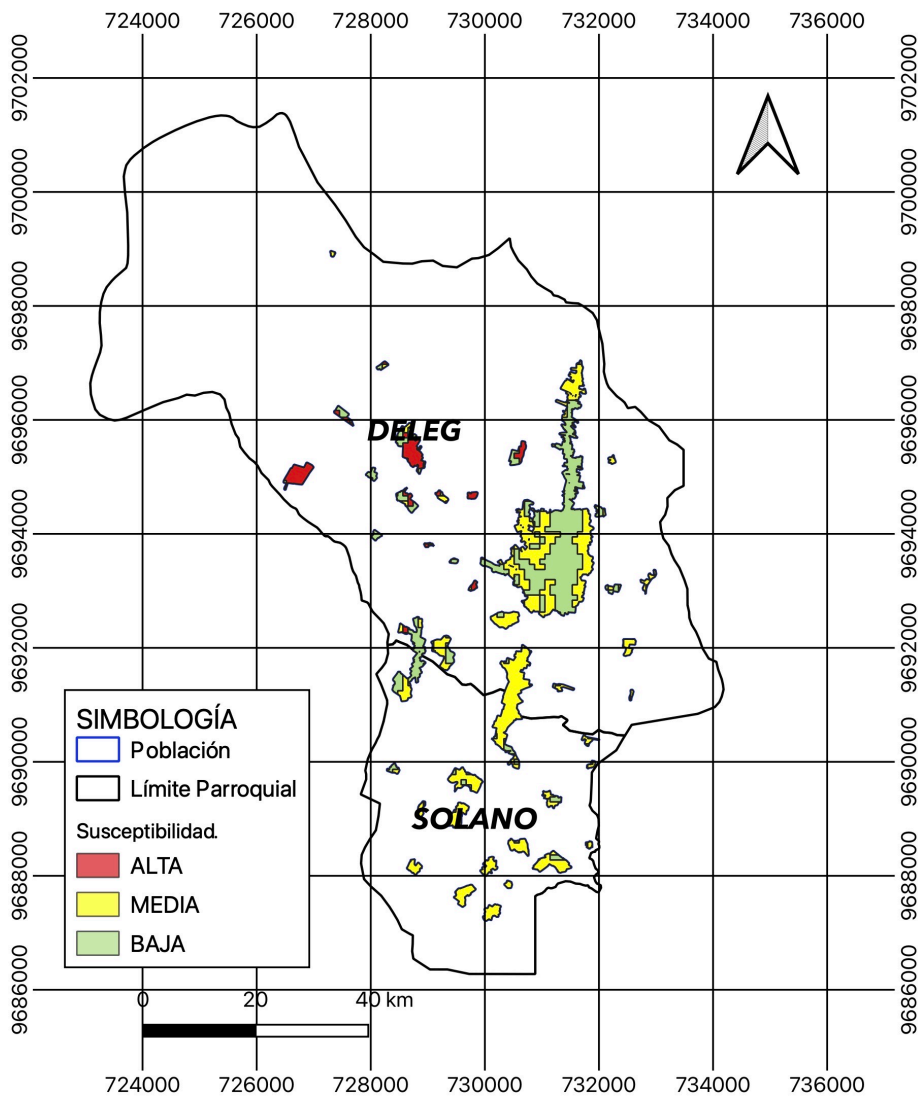 724000 726000 728000 730000 732000 734000 736000
9702000 9702000
9700000 9700000
9698000 9698000
9696000 9696000
DELEG
9694000 9694000
9692000 9692000
SIMBOLOGÍA
Población
Límite Parroquial
Susceptibilidad.
ALTA
MEDIA
BAJA
9690000 9690000
SOLANO
9688000 9688000
9686000 9686000
0 20 40 km
724000 726000 728000 730000 732000 734000 736000